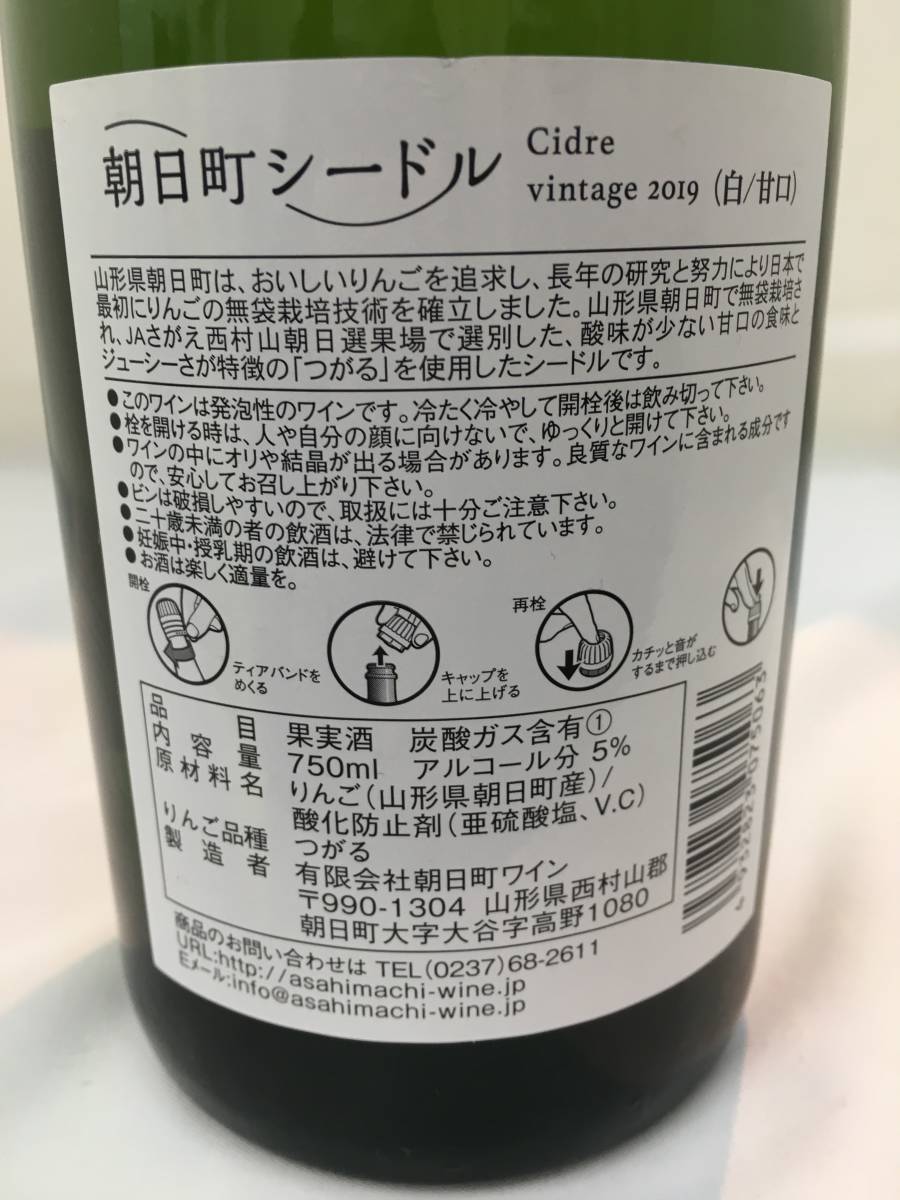 朝日町シードル
Cidre
vintage 2019 (白/甘口)
山形県朝日町は、おいしいりんごを追求し、長年の研究と努力により日本で
最初にりんごの無袋栽培技術を確立しました。山形県朝日町で無袋栽培さ
れ、JAさがえ西村山朝日選果場で選別した、酸味が少ない甘口の食味と
ジューシーさが特徴の「つがる」を使用したシードルです。
●このワインは発泡性のワインです。冷たく冷やして開栓後は飲み切って下さい。
●栓を開ける時は、人や自分の顔に向けないで、ゆっくりと開けて下さい。
●ワインの中にオリや結晶が出る場合があります。良質なワインに含まれる成分です
ので、安心してお召し上がり下さい。
●ビンは破損しやすいので、取扱には十分ご注意下さい。
●二十歳未満の者の飲酒は、法律で禁じられています。
●妊娠中・授乳期の飲酒は、避けて下さい。
●お酒は楽しく適量を。
開栓
ティアバンドを
めくる
キャップを
上に上げる
再栓
カチッと音が
するまで押し込む
品目 果実酒 炭酸ガス含有①
内容量 750ml アルコール分 5%
原材料名 りんご(山形県朝日町産)/
酸化防止剤(亜硫酸塩、V.C)
りんご品種 つがる
製造者 有限会社朝日町ワイン
〒990-1304 山形県西村山郡
朝日町大字大谷字高野1080
商品のお問い合わせは TEL(0237)68-2611
URL:http://asahimachi-wine.jp
Eメール:info@asahimachi-wine.jp